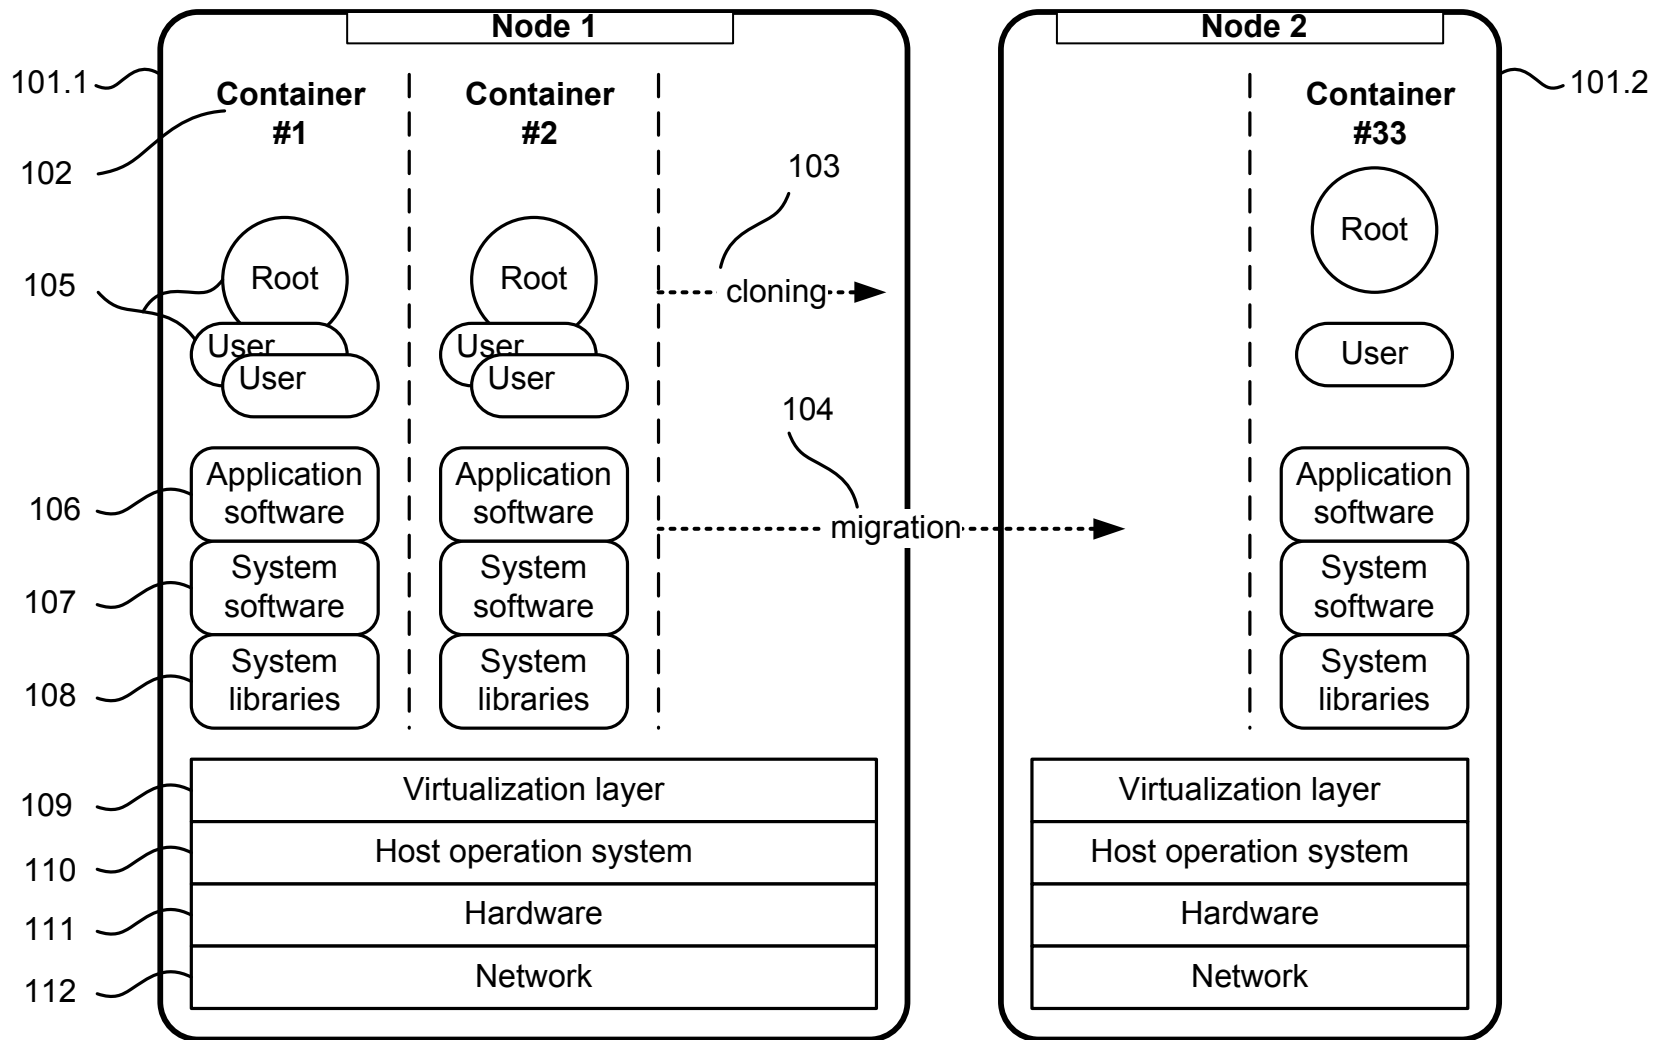 Node 1
Node 2
101.1
Container
#1
Container
#2
Container
#33
101.2
102
103
105
Root
Root
cloning
Root
User
User
User
User
User
104
106
Application
software
Application
software
migration
Application
software
107
System
software
System
software
System
software
108
System
libraries
System
libraries
System
libraries
109
Virtualization layer
Virtualization layer
110
Host operation system
Host operation system
111
Hardware
Hardware
112
Network
Network